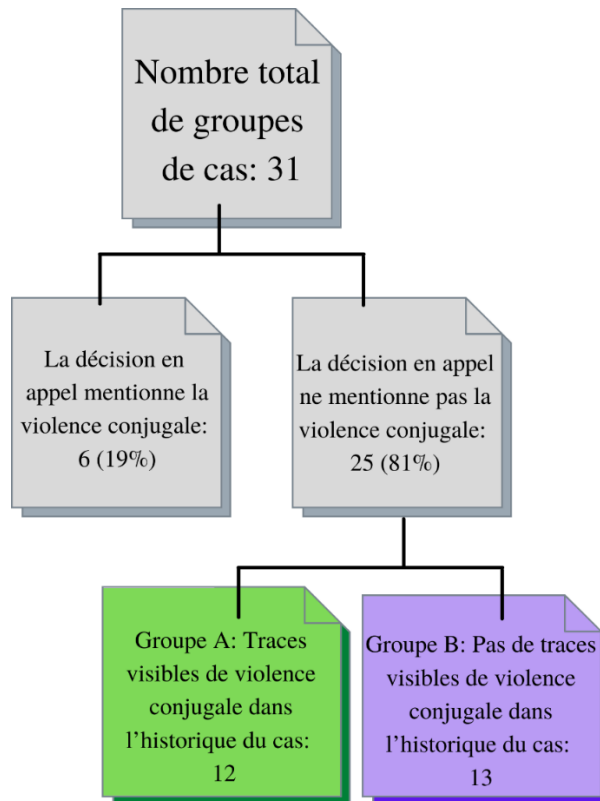 Nombre total
de groupes
de cas: 31
La décision en
appel mentionne la
violence conjugale:
6 (19%)
La décision en appel
ne mentionne pas la
violence conjugale:
25 (81%)
Groupe A: Traces
visibles de violence
conjugale dans
l’historique du cas:
12
Groupe B: Pas de traces
visibles de violence
conjugale dans
l’historique du cas:
13